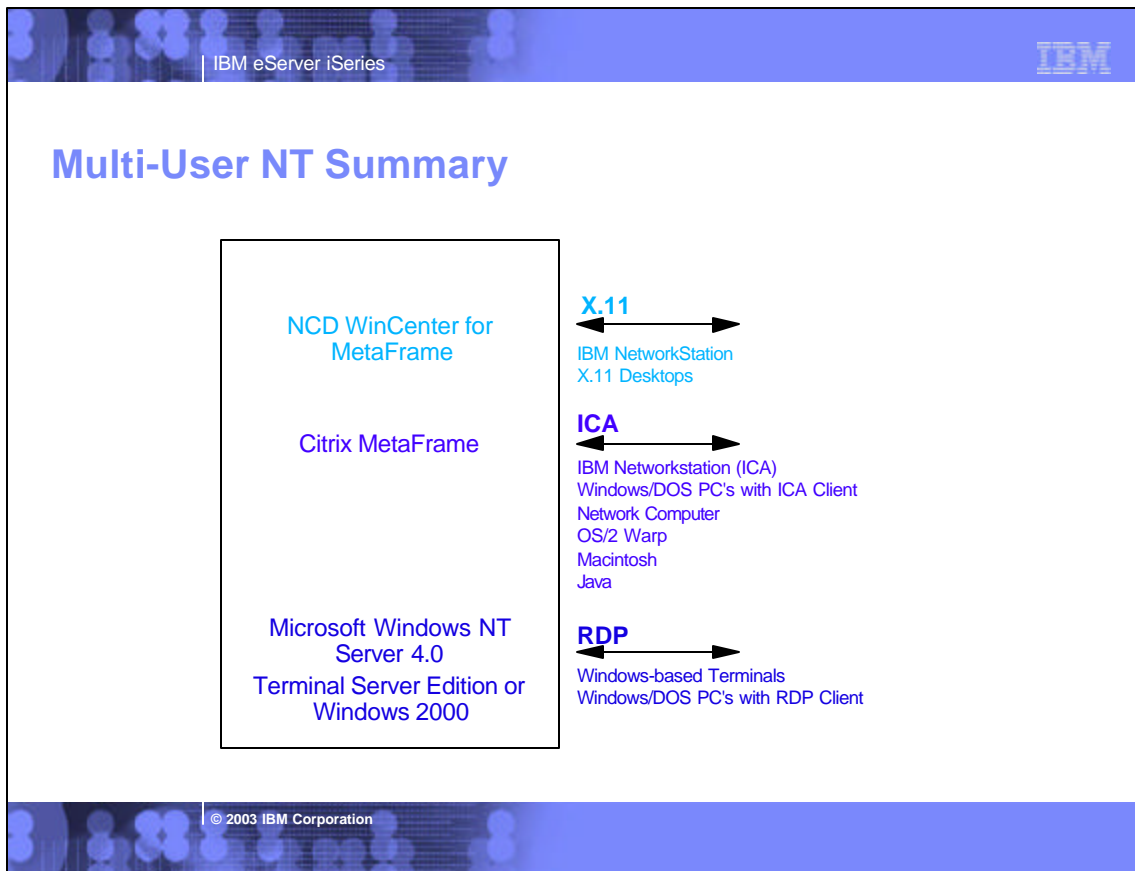 IBM eServer iSeries
IBM
Multi-User NT Summary
NCD WinCenter for
MetaFrame
X.11
IBM NetworkStation
X.11 Desktops
Citrix MetaFrame
ICA
IBM Networkstation (ICA)
Windows/DOS PC's with ICA Client
Network Computer
OS/2 Warp
Macintosh
Java
Microsoft Windows NT
Server 4.0
Terminal Server Edition or
Windows 2000
RDP
Windows-based Terminals
Windows/DOS PC's with RDP Client
© 2003 IBM Corporation